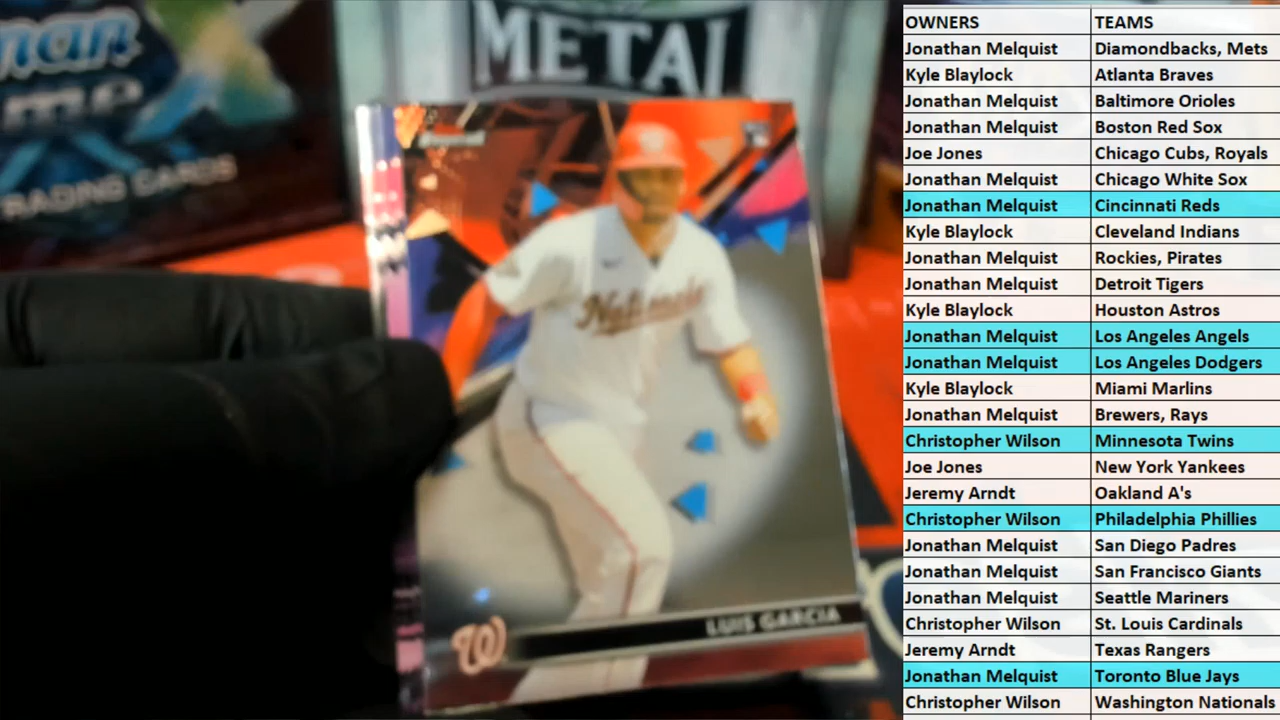 METAL
TRADING CARDS
Nationals
LUIS GARCIA
W
OWNERS TEAMS
Jonathan Melquist Diamondbacks, Mets
Kyle Blaylock Atlanta Braves
Jonathan Melquist Baltimore Orioles
Jonathan Melquist Boston Red Sox
Joe Jones Chicago Cubs, Royals
Jonathan Melquist Chicago White Sox
Jonathan Melquist Cincinnati Reds
Kyle Blaylock Cleveland Indians
Jonathan Melquist Rockies, Pirates
Jonathan Melquist Detroit Tigers
Kyle Blaylock Houston Astros
Jonathan Melquist Los Angeles Angels
Jonathan Melquist Los Angeles Dodgers
Kyle Blaylock Miami Marlins
Jonathan Melquist Brewers, Rays
Christopher Wilson Minnesota Twins
Joe Jones New York Yankees
Jeremy Arndt Oakland A's
Christopher Wilson Philadelphia Phillies
Jonathan Melquist San Diego Padres
Jonathan Melquist San Francisco Giants
Jonathan Melquist Seattle Mariners
Christopher Wilson St. Louis Cardinals
Jeremy Arndt Texas Rangers
Jonathan Melquist Toronto Blue Jays
Christopher Wilson Washington Nationals